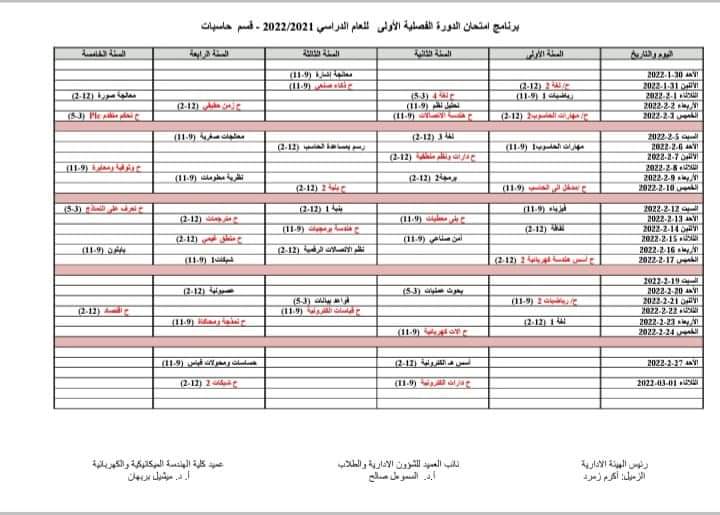 برنامج امتحان الدورة الفصلية الأولى للعام الدراسي 2022/2021 - قسم حاسبات
اليوم والتاريخ السنة الأولى السنة الثانية السنة الثالثة السنة الرابعة السنة الخامسة
الأحد 30-1-2022 معالجة إشارة (9-11)
الأثنين 31-1-2022 ح/ لغة 2 (12-2) ح ذكاء صنعي (9-11)
الثلاثاء 1-2-2022 رياضيات 1 (9-11) ح لغة 4 (3-5) معالجة صورة (12-2)
الأربعاء 2-2-2022 تحليل نظم (9-11) ح زمن حقيقي (12-2)
الخميس 3-2-2022 ح/ مهارات الحاسوب2 (12-2) ح هندسة الاتصالات (9-11) ح تحكم متقدم Plc (3-5)
السبت 5-2-2022 لغة 3 (12-2) معالجات صغرية (9-11)
الأحد 6-2-2022 مهارات الحاسوب1 (9-11) رسم بمساعدة الحاسب (12-2)
الأثنين 7-2-2022 ح دارات ونظم منطقية (12-2)
الثلاثاء 8-2-2022 ح وثوقية ومعايرة (9-11)
الأربعاء 9-2-2022 برمجة2 (12-2) نظرية معلومات (9-11)
الخميس 10-2-2022 ح/ مدخل الى الحاسب (9-11) ح بنية 2 (12-2)
السبت 12-2-2022 فيزياء (9-11) بنية 1 (12-2) ح تعرف على النماذج (3-5)
الأحد 13-2-2022 ح بنى معطيات (9-11) ح مترجمات (12-2)
الأثنين 14-2-2022 ثقافة (12-2) ح هندسة برمجيات (9-11)
الثلاثاء 15-2-2022 أمن صناعي (9-11) ح منطق غيمي (12-2)
الأربعاء 16-2-2022 نظم الاتصالات الرقمية (12-2) بايثون (9-11)
الخميس 17-2-2022 ح أسس هندسة كهربائية 2 (12-2) شبكات1 (9-11)
السبت 19-2-2022
الأحد 20-2-2022 بحوث عمليات (3-5) عصبونية (12-2)
الأثنين 21-2-2022 ح/ رياضيات 2 (9-11) قواعد بيانات (3-5)
الثلاثاء 22-2-2022 ح قياسات الكترونية (9-11) ح اقتصاد (12-2)
الأربعاء 23-2-2022 لغة 1 (12-2) ح نمذجة ومحاكاة (9-11)
الخميس 24-2-2022 ح الات كهربائية (9-11)
الأحد 27-2-2022 أسس هـ الكترونية (12-2) حساسات ومحولات قياس (9-11)
الثلاثاء 01-03-2022 ح دارات الكترونية (9-11) ح شبكات 2 (12-2)
رئيس الهيئة الادارية نائب العميد للشؤون الادارية والطلاب عميد كلية الهندسة الميكانيكية والكهربائية
الزميل: أكرم زمرد أ.د. السموءل صالح أ. د. ميشيل بربهان